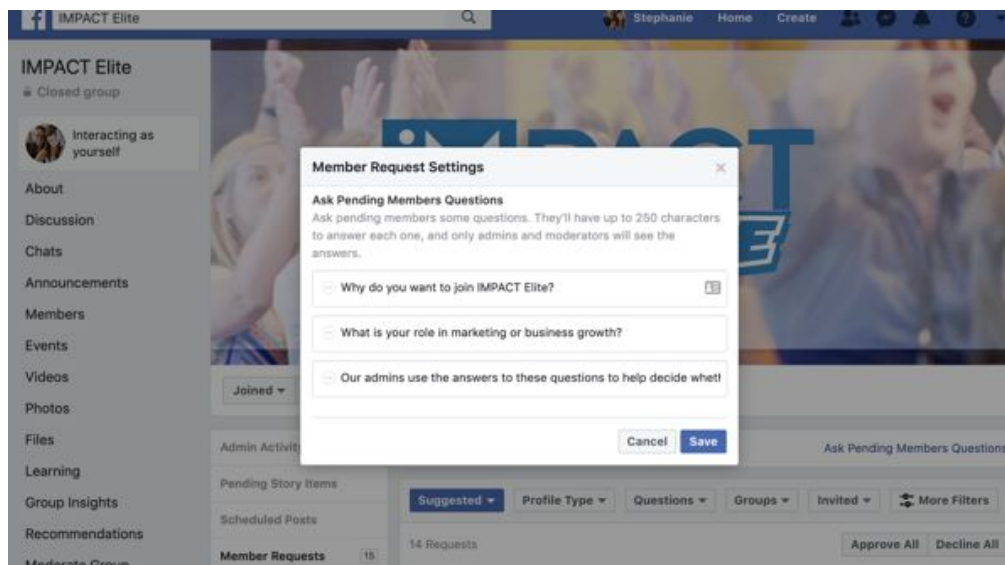 IMPACT Elite
Stephanie
Home
Create
IMPACT Elite
Closed group
Interacting as
yourself
About
Discussion
Chats
Announcements
Members
Events
Videos
Photos
Files
Learning
Group Insights
Recommendations
Moderate Group
Joined
Member Request Settings
Ask Pending Members Questions
Ask pending members some questions. They'll have up to 250 characters
to answer each one, and only admins and moderators will see the
answers.
Why do you want to join IMPACT Elite?
What is your role in marketing or business growth?
Our admins use the answers to these questions to help decide wheth
Cancel
Save
Admin Activity
Pending Story Items
Scheduled Posts
Member Requests 15
Ask Pending Members Questions
Suggested
Profile Type
Questions
Groups
Invited
More Filters
14 Requests
Approve All
Decline All